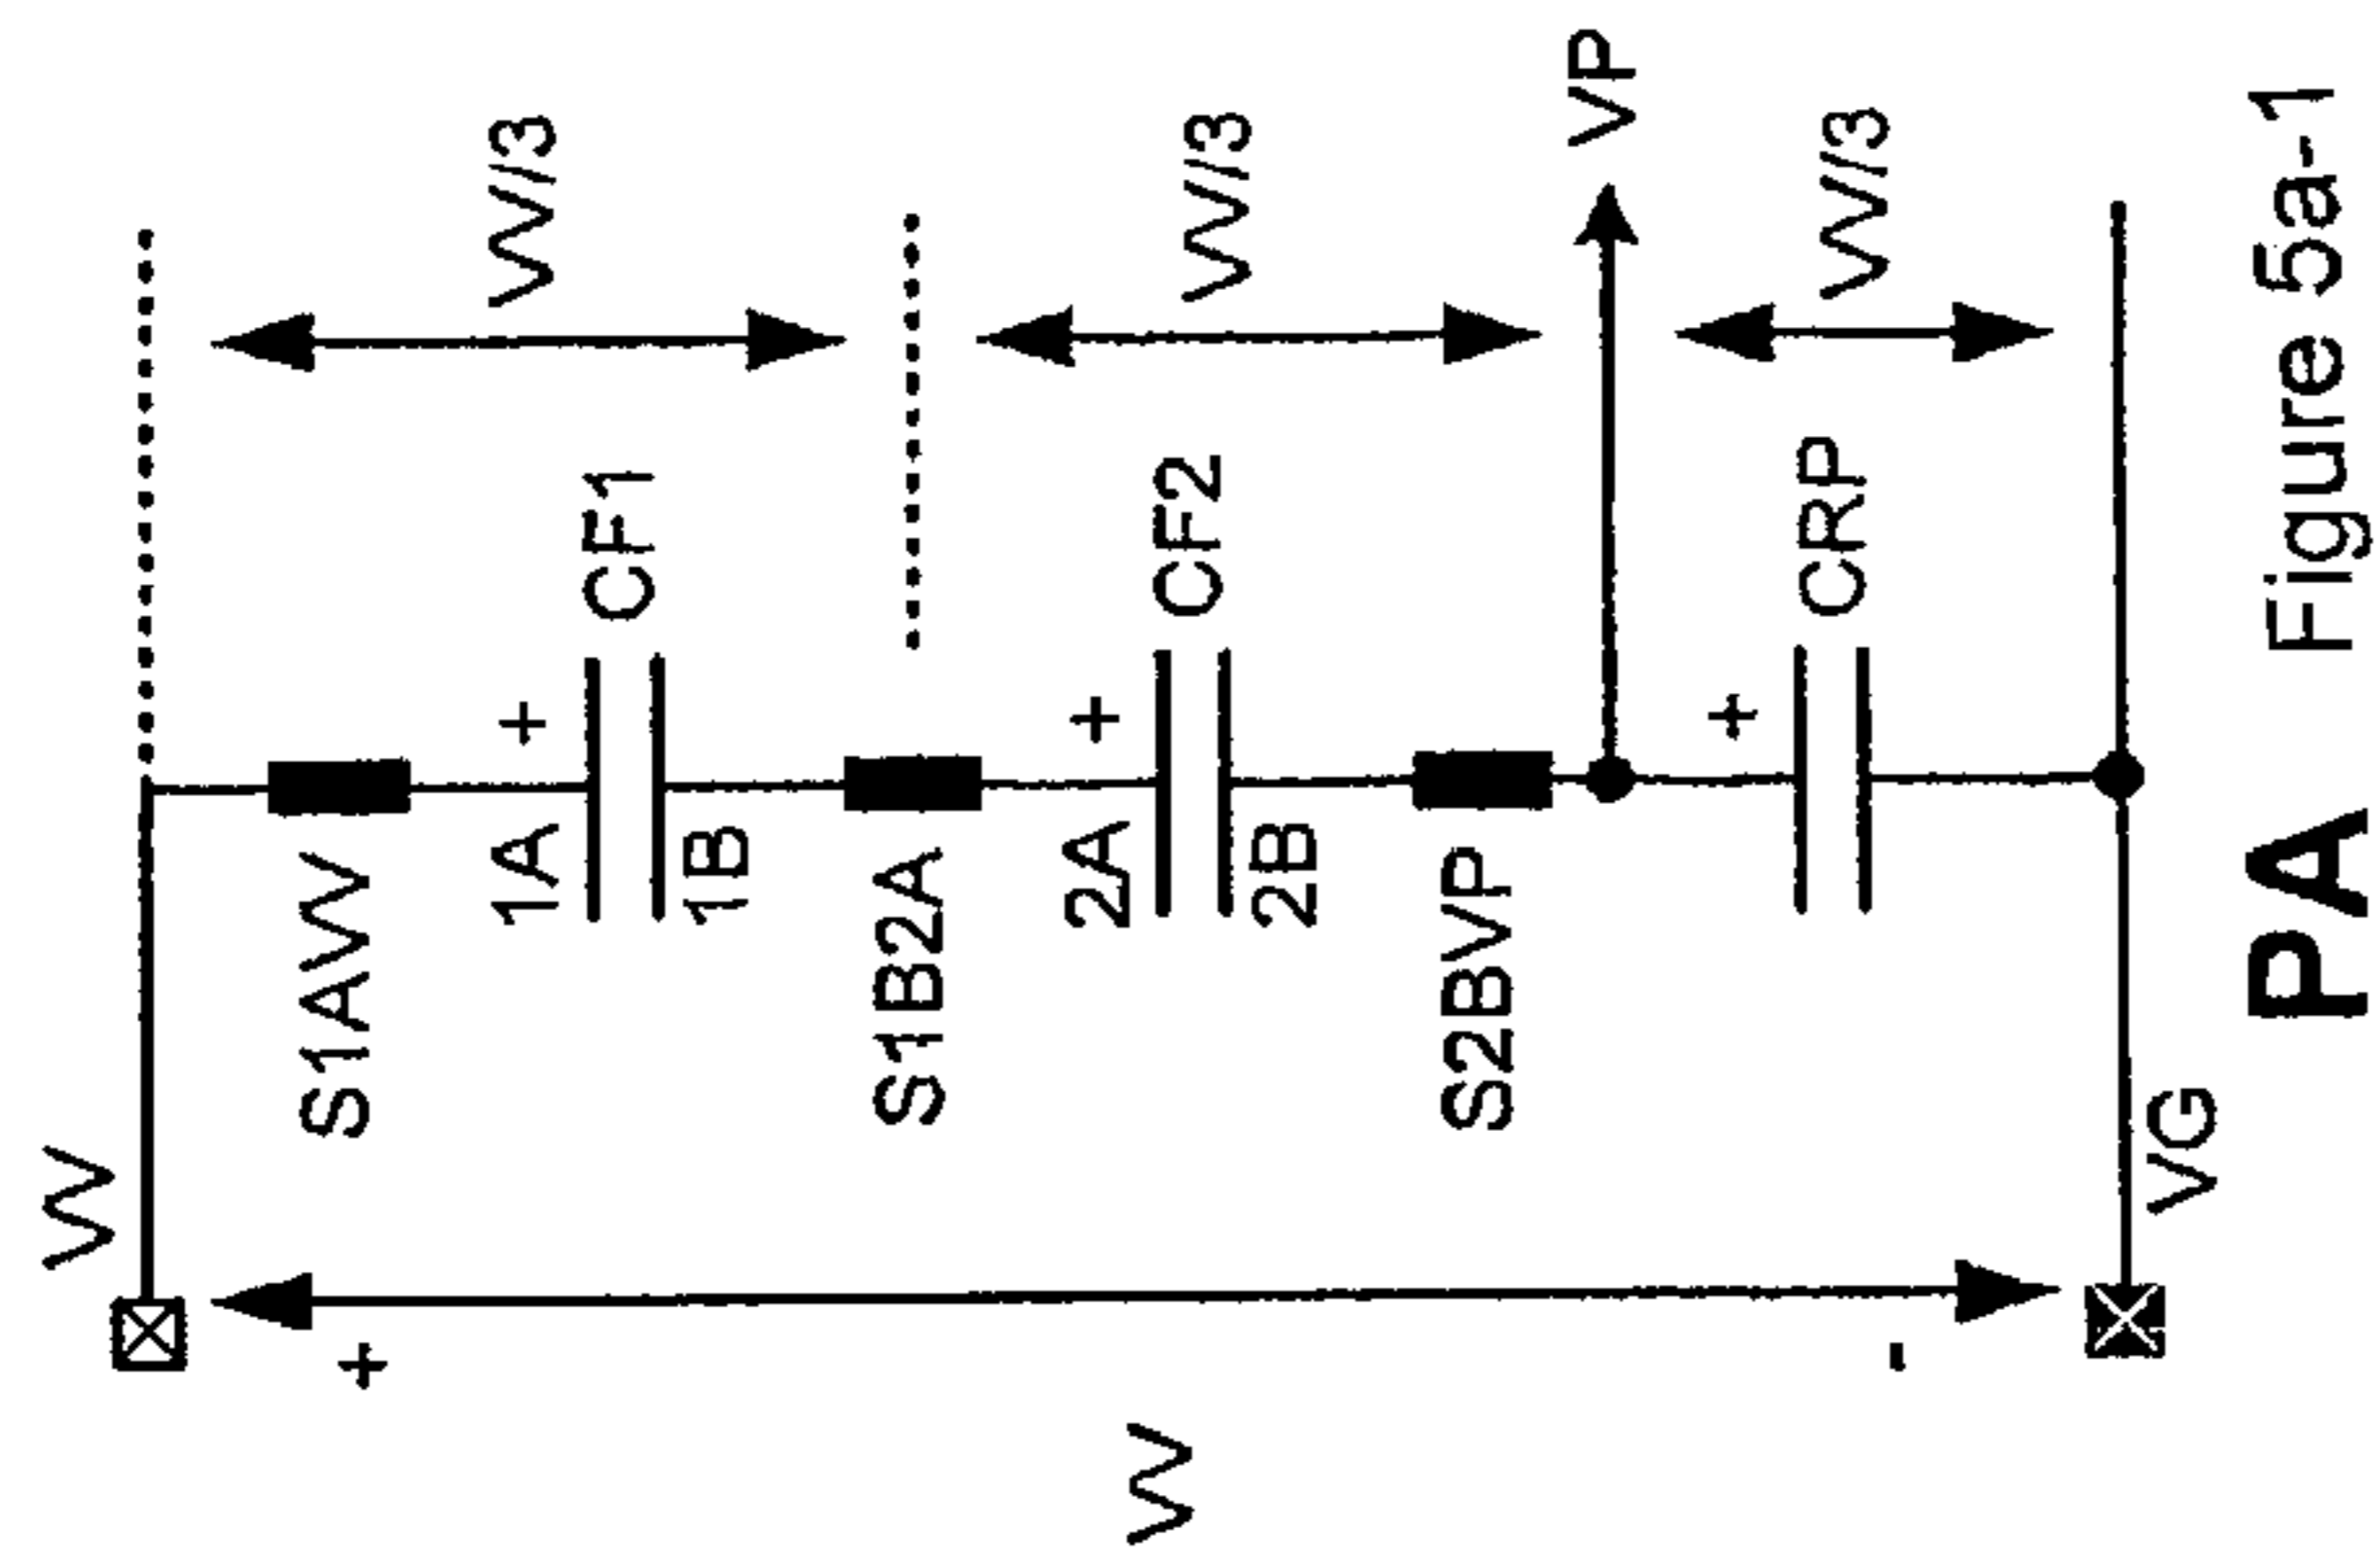 VV
S1AVV
+
1A
+
VV/3
CF1
1B
S1B2A
2A
+
VV
CF2
VV/3
2B
S2BVP
VP
+
CRP
VV/3
-
VG
PA Figure 5a-1